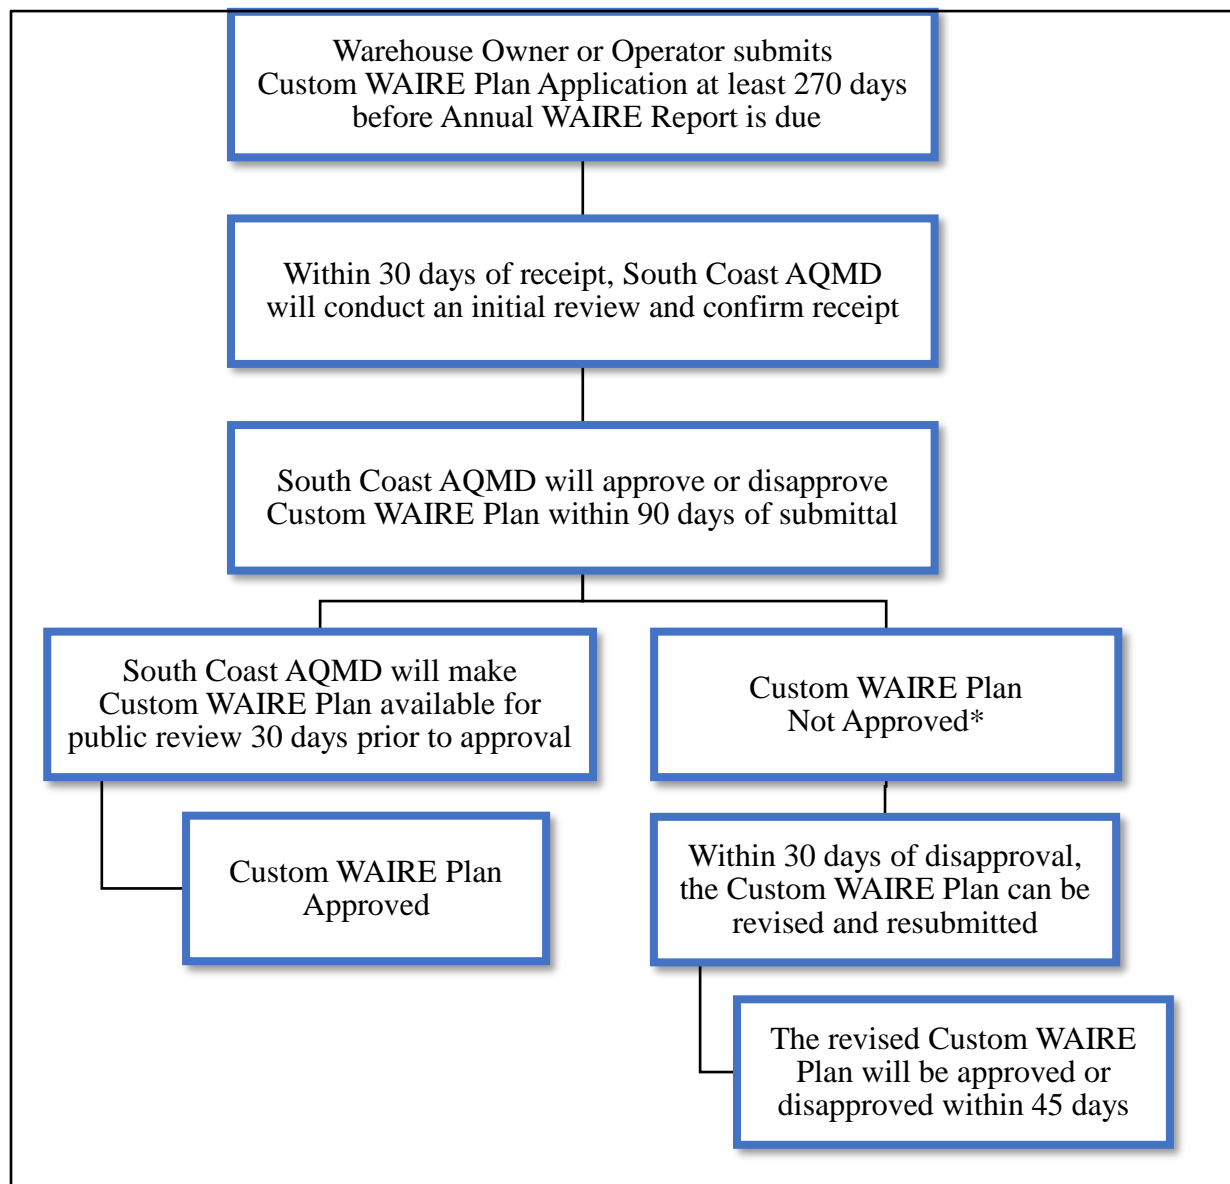 Warehouse Owner or Operator submits
Custom WAIRE Plan Application at least 270 days
before Annual WAIRE Report is due
Within 30 days of receipt, South Coast AQMD
will conduct an initial review and confirm receipt
South Coast AQMD will approve or disapprove
Custom WAIRE Plan within 90 days of submittal
South Coast AQMD will make
Custom WAIRE Plan available for
public review 30 days prior to approval
Custom WAIRE Plan
Approved
Custom WAIRE Plan
Not Approved*
Within 30 days of disapproval,
the Custom WAIRE Plan can be
revised and resubmitted
The revised Custom WAIRE
Plan will be approved or
disapproved within 45 days